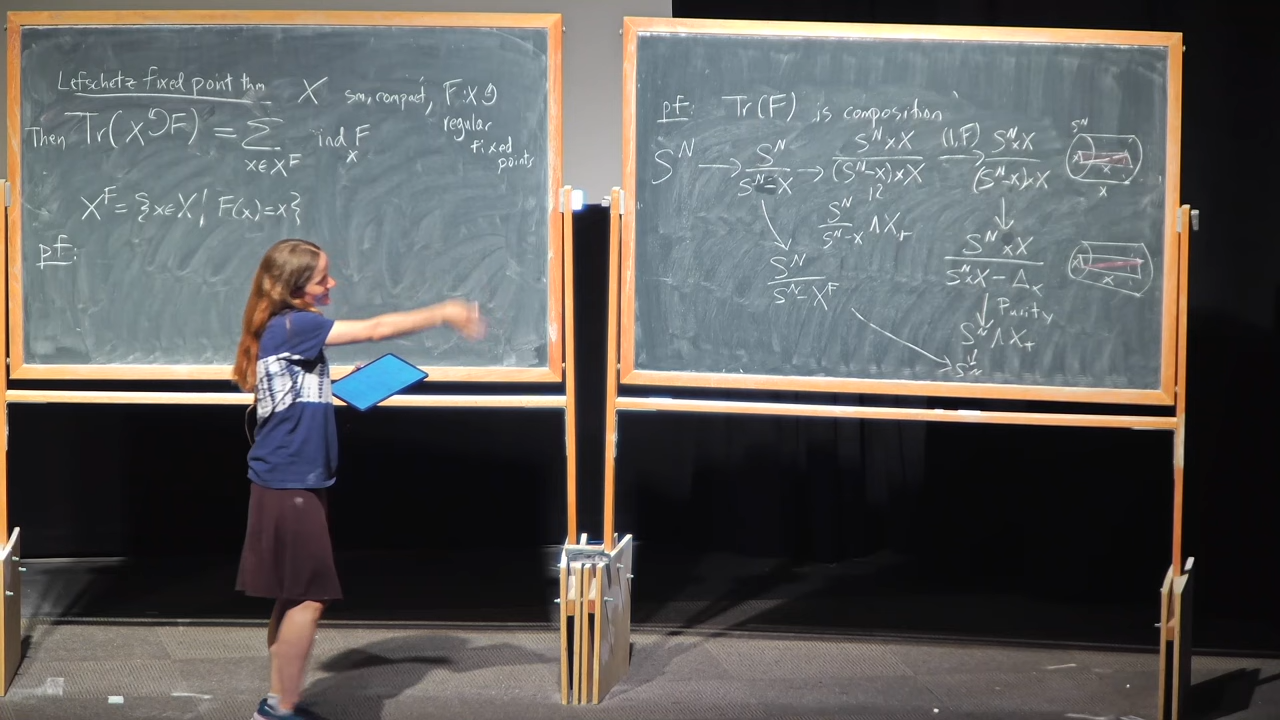 Lefschetz fixed point thm X sm, compact, F: X ↺
regular fixed points
Then Tr(X ↺ F) = ∑_{x∈X^F} ind_x F
X^F = {x∈X | F(x)=x}
pf:
pf: Tr(F) is composition
S^N → S^N/(S^N-X) → (S^N×X)/((S^N-X)×X) (1,F)→ (S^N×X)/((S^N-X)×X)
S^N
X
X
X
≀
S^N/(S^N-X) ∧ X_+
S^N/(S^N-X^F)
(S^N×X)/(S^N×X-Δ_X)
X
X
↓ Purity
S^N ∧ X_+
↓
S^N